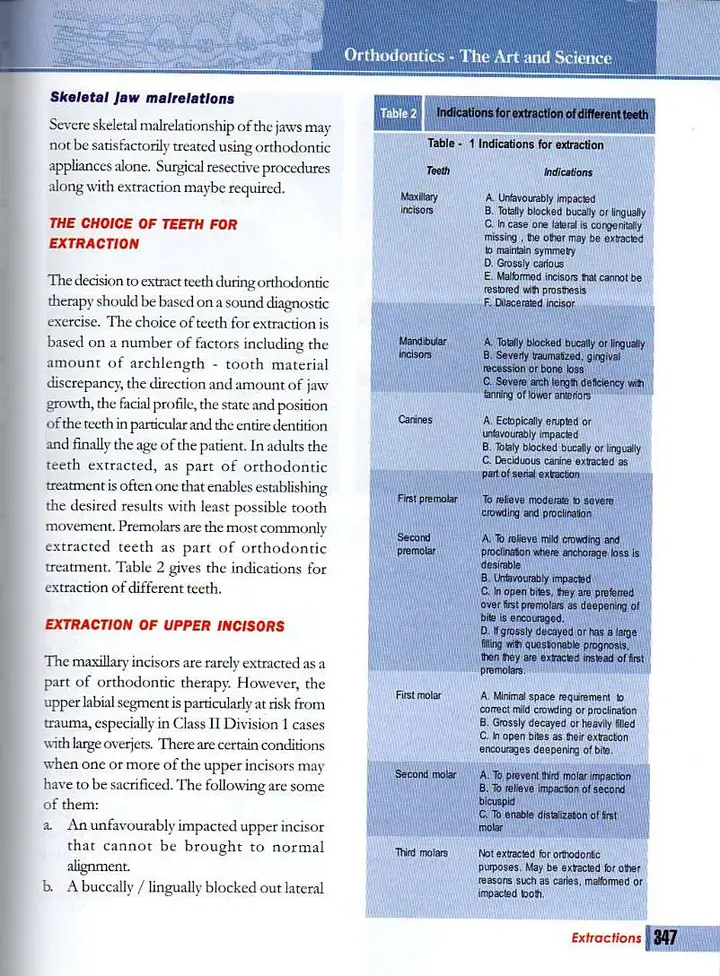 Orthodontics - The Art and Science
Skeletal jaw malrelations
Severe skeletal malrelationship of the jaws may
not be satisfactorily treated using orthodontic
appliances alone. Surgical resective procedures
along with extraction maybe required.
THE CHOICE OF TEETH FOR
EXTRACTION
The decision to extract teeth during orthodontic
therapy should be based on a sound diagnostic
exercise. The choice of teeth for extraction is
based on a number of factors including the
amount of archlength - tooth material
discrepancy, the direction and amount of jaw
growth, the facial profile, the state and position
of the teeth in particular and the entire dentition
and finally the age of the patient. In adults the
teeth extracted, as part of orthodontic
treatment is often one that enables establishing
the desired results with least possible tooth
movement. Premolars are the most commonly
extracted teeth as part of orthodontic
treatment. Table 2 gives the indications for
extraction of different teeth.
EXTRACTION OF UPPER INCISORS
The maxillary incisors are rarely extracted as a
part of orthodontic therapy. However, the
upper labial segment is particularly at risk from
trauma, especially in Class II Division 1 cases
with large overjets. There are certain conditions
when one or more of the upper incisors may
have to be sacrificed. The following are some
of them:
a. An unfavourably impacted upper incisor
that cannot be brought to normal
alignment.
b. A buccally / lingually blocked out lateral
Table 2 Indications for extraction of different teeth
Table - 1 Indications for extraction
Teeth Indications
Maxillary A. Unfavourably impacted
incisors B. Totally blocked bucally or lingually
C. In case one lateral is congenitally
missing , the other may be extracted
to maintain symmetry
D. Grossly carious
E. Malformed incisors that cannot be
restored with prosthesis
F. Dilacerated incisor
Mandibular A. Totally blocked bucally or lingually
incisors B. Severly traumatized, gingival
recession or bone loss
C. Severe arch length deficiency with
fanning of lower anteriors
Canines A. Ectopically erupted or
unfavourably impacted
B. Totaly blocked bucally or lingually
C. Deciduous canine extracted as
part of serial extraction
First premolar To relieve moderate to severe
crowding and proclination
Second A. To relieve mild crowding and
premolar proclination where anchorage loss is
desirable
B. Unfavourably impacted
C. In open bites, they are preferred
over first premolars as deepening of
bite is encouraged.
D. If grossly decayed or has a large
filling with questionable prognosis,
then they are extracted instead of first
premolars.
First molar A. Minimal space requirement to
correct mild crowding or proclination
B. Grossly decayed or heavily filled
C. In open bites as their extraction
encourages deepening of bite.
Second molar A. To prevent third molar impaction
B. To relieve impaction of second
bicuspid
C. To enable distalization of first
molar
Third molars Not extracted for orthodontic
purposes. May be extracted for other
reasons such as caries, malformed or
impacted tooth.
Extractions 347